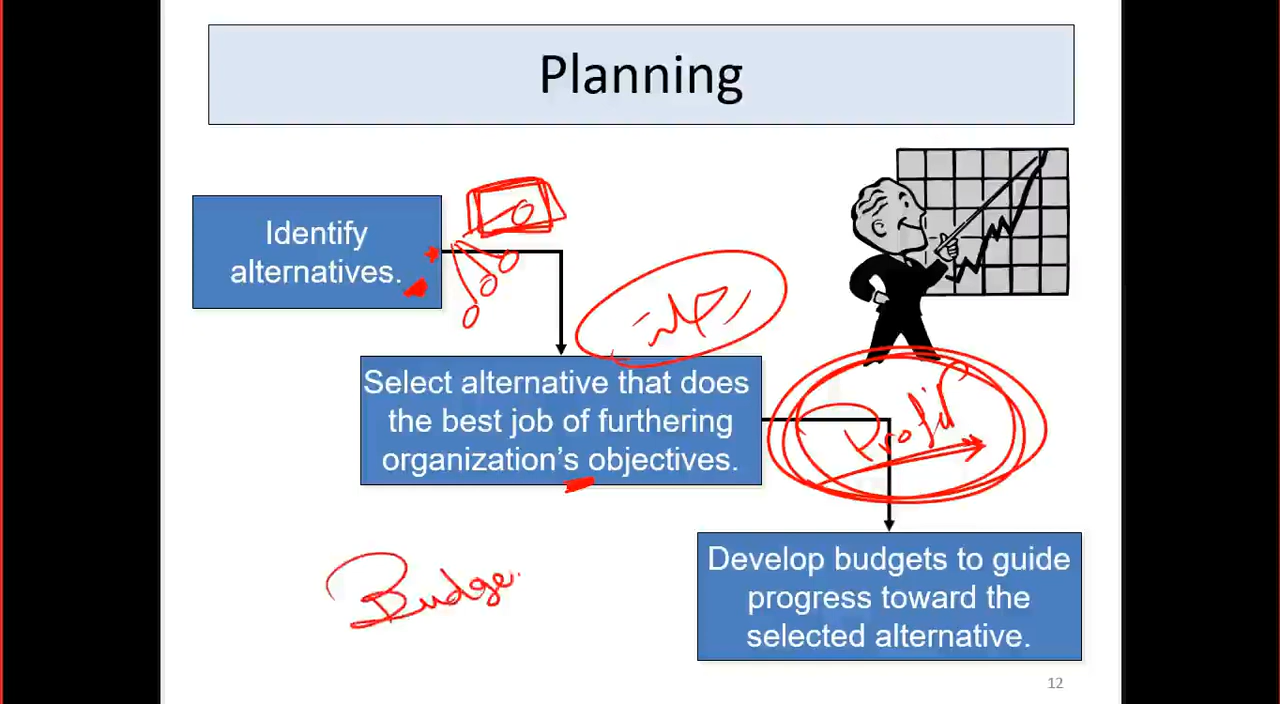 Planning
Identify
alternatives.
Select alternative that does
the best job of furthering
organization's objectives.
Profit
Develop budgets to guide
progress toward the
selected alternative.
Budge
12